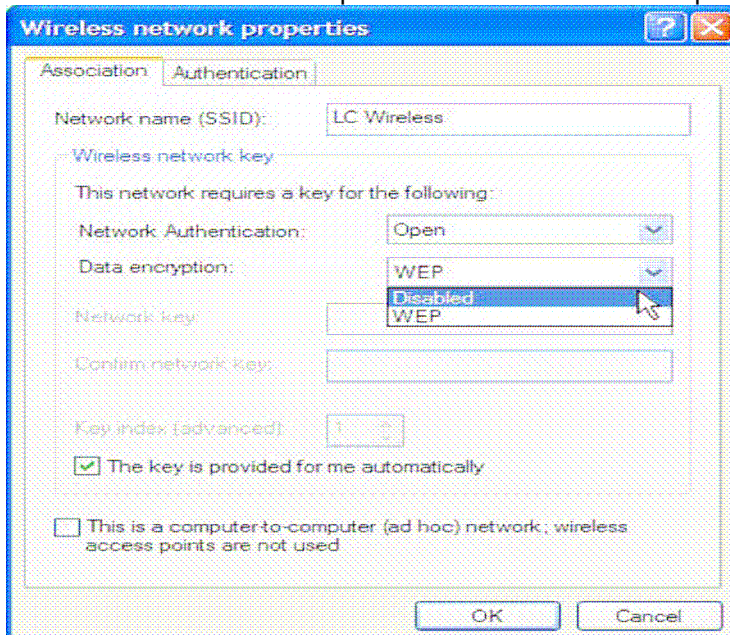 Wireless network properties
Association Authentication
Network name (SSID): LC Wireless
Wireless network key
This network requires a key for the following:
Network Authentication: Open
Data encryption: WEP
Disabled
Network key:
WEP
Confirm network key:
Key index (advanced): 1
The key is provided for me automatically
This is a computer-to-computer (ad hoc) network; wireless
access points are not used
OK Cancel